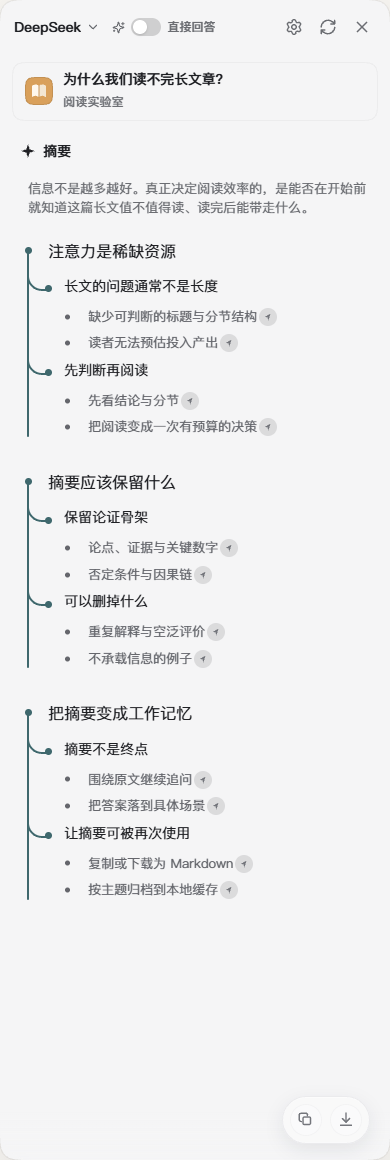 DeepSeek
直接回答
为什么我们读不完长文章？
阅读实验室
摘要
信息不是越多越好。真正决定阅读效率的，是能否在开始前
就知道这篇长文值不值得读、读完后能带走什么。
注意力是稀缺资源
长文的问题通常不是长度
缺少可判断的标题与分节结构
读者无法预估投入产出
先判断再阅读
先看结论与分节
把阅读变成一次有预算的决策
摘要应该保留什么
保留论证骨架
论点、证据与关键数字
否定条件与因果链
可以删掉什么
重复解释与空泛评价
不承载信息的例子
把摘要变成工作记忆
摘要不是终点
围绕原文继续追问
把答案落到具体场景
让摘要可被再次使用
复制或下载为 Markdown
按主题归档到本地缓存